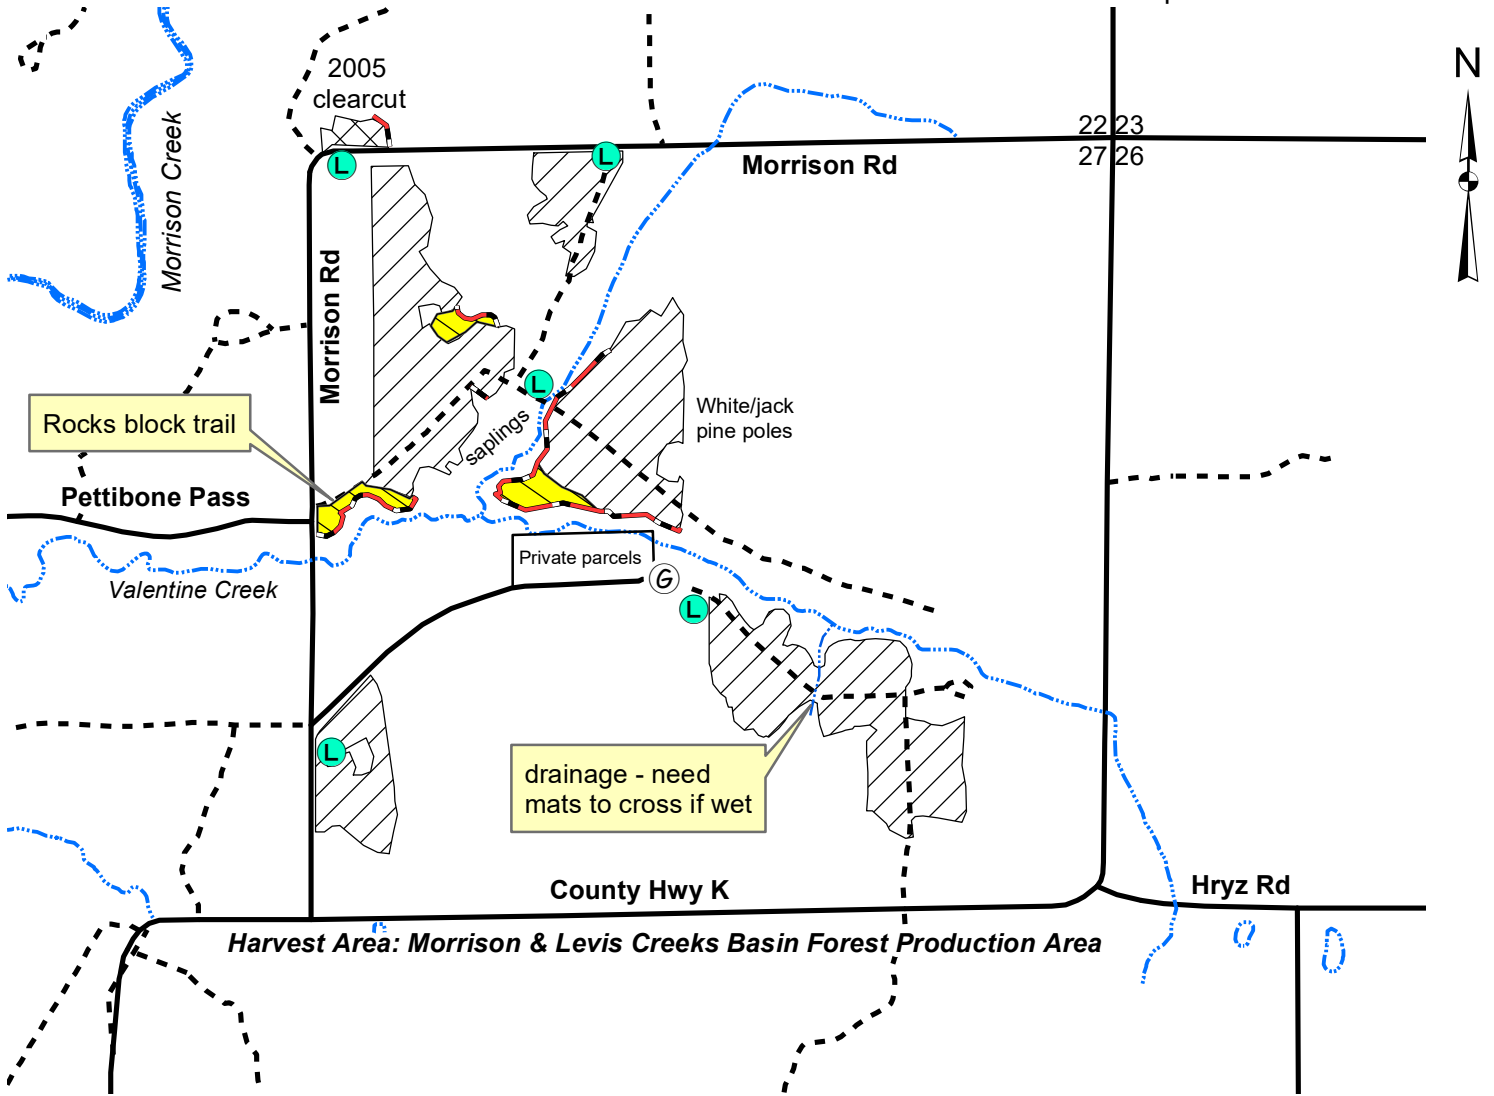 N
2005
clearcut
22 23
27 26
L
L
Morrison Rd
Morrison Creek
Morrison Rd
L
Rocks block trail
saplings
White/jack
pine poles
Pettibone Pass
Private parcels
G
Valentine Creek
L
L
drainage - need
mats to cross if wet
County Hwy K
Hryz Rd
Harvest Area: Morrison & Levis Creeks Basin Forest Production Area